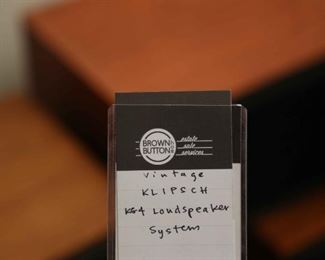 BROWN
BUTTON
estate
sale
services
vintage
KLIPSCH
KG4 Loudspeaker
System